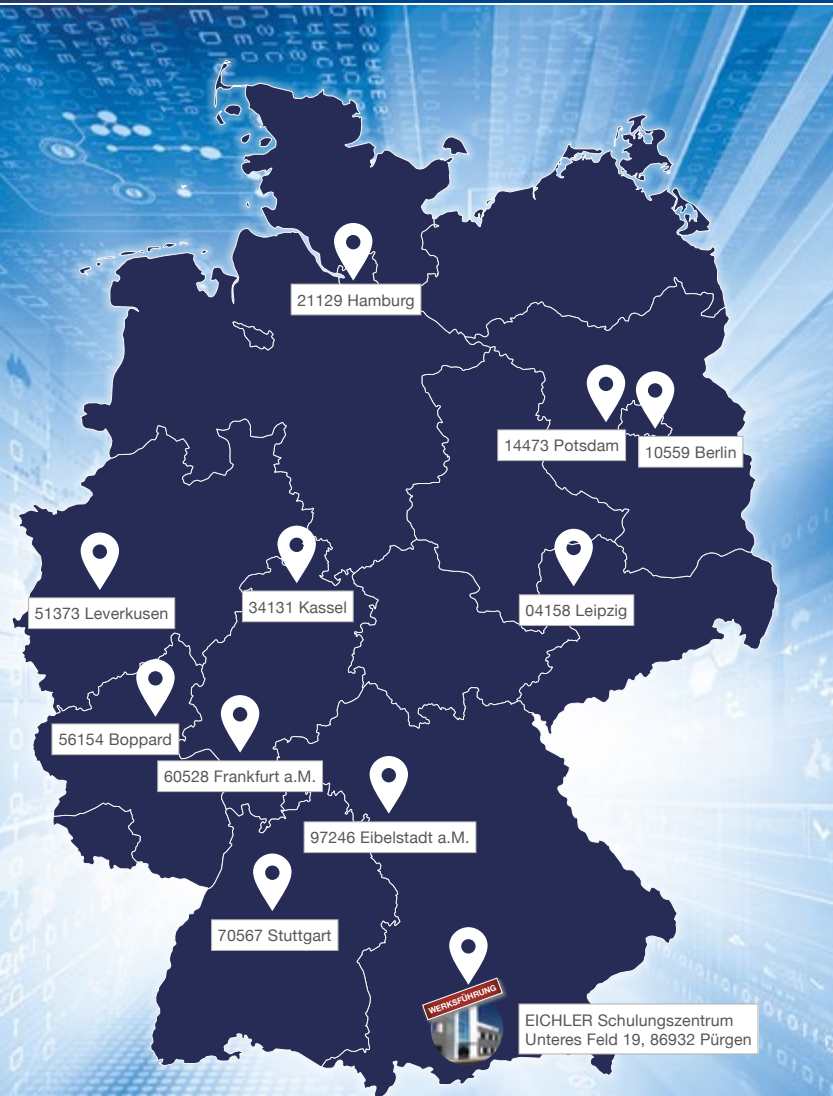 21129 Hamburg
14473 Potsdam
10559 Berlin
51373 Leverkusen
34131 Kassel
04158 Leipzig
56154 Boppard
60528 Frankfurt a.M.
97246 Eibelstadt a.M.
70567 Stuttgart
WERKSFÜHRUNG
EICHLER Schulungszentrum
Unteres Feld 19, 86932 Pürgen